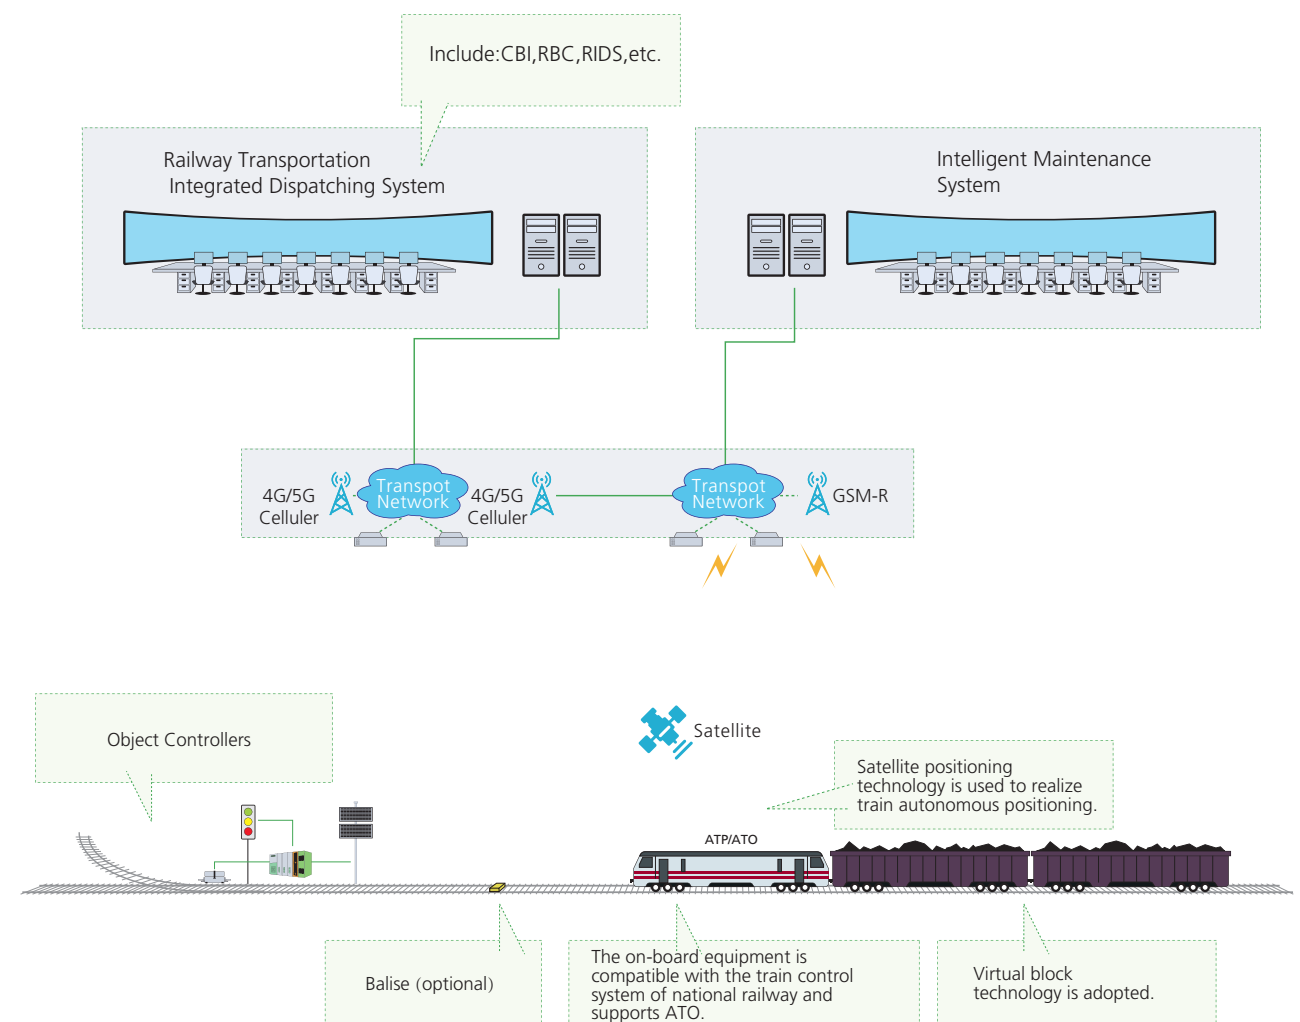 Include:CBI,RBC,RIDS,etc.
Railway Transportation
Integrated Dispatching System
Intelligent Maintenance
System
4G/5G
Celluler
Transpot
Network
4G/5G
Celluler
Transpot
Network
GSM-R
Object Controllers
Satellite
Satellite positioning
technology is used to realize
train autonomous positioning.
ATP/ATO
Balise (optional)
The on-board equipment is
compatible with the train control
system of national railway and
supports ATO.
Virtual block
technology is adopted.